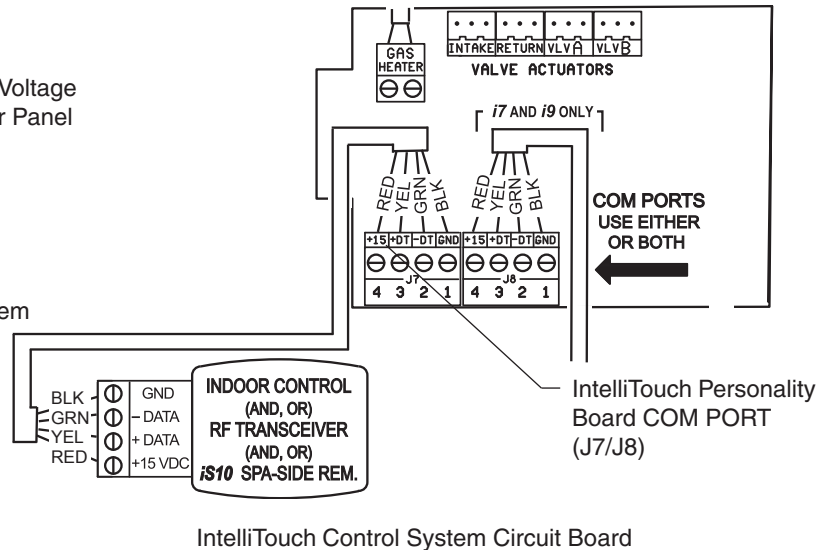 Voltage
r Panel
em
GAS
HEATER
INTAKE RETURN VLVA VLVB
VALVE ACTUATORS
i7 AND i9 ONLY
RED YEL GRN BLK
RED YEL GRN BLK
COM PORTS
USE EITHER
OR BOTH
+15 +DT -DT GND +15 +DT -DT GND
J7 J8
4 3 2 1 4 3 2 1
BLK GND
GRN – DATA
YEL + DATA
RED +15 VDC
INDOOR CONTROL
(AND, OR)
RF TRANSCEIVER
(AND, OR)
iS10 SPA-SIDE REM.
IntelliTouch Personality
Board COM PORT
(J7/J8)
IntelliTouch Control System Circuit Board